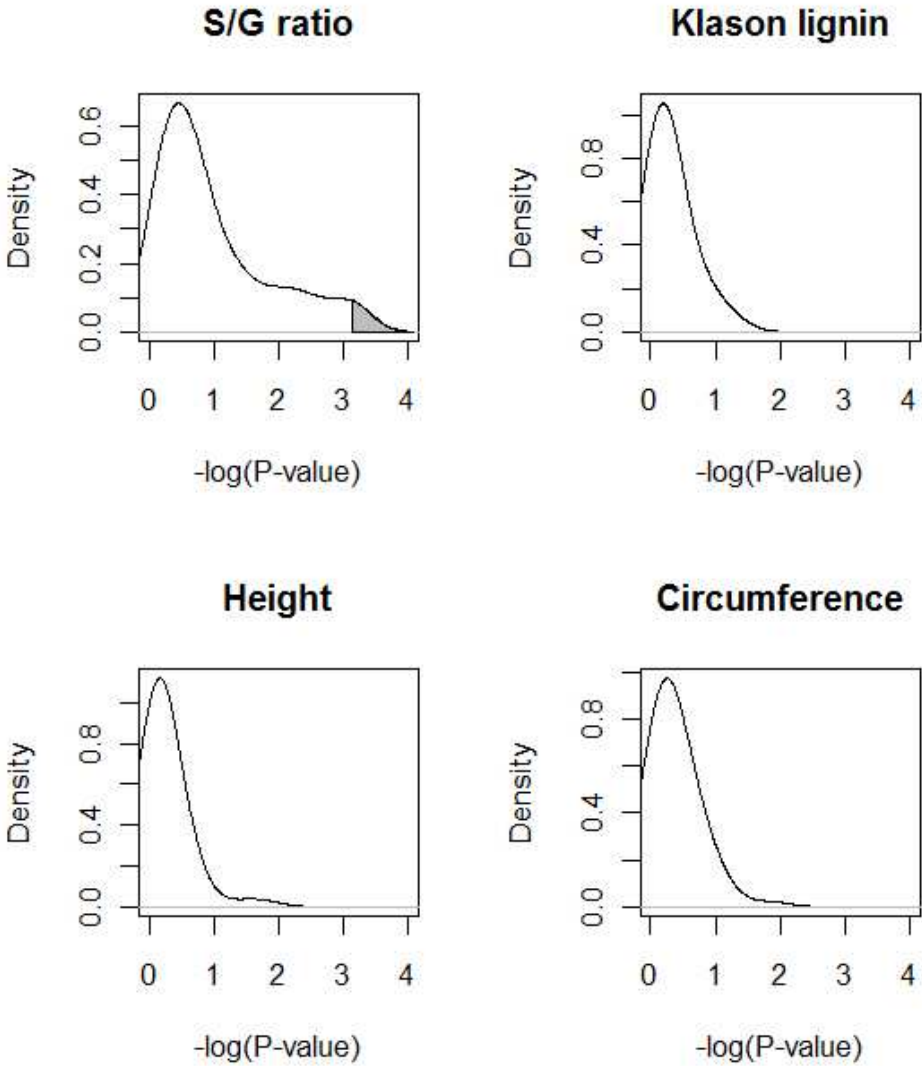 S/G ratio
Density
0.0 0.2 0.4 0.6
0 1 2 3 4
-log(P-value)
Klason lignin
Density
0.0 0.4 0.8
0 1 2 3 4
-log(P-value)
Height
Density
0.0 0.4 0.8
0 1 2 3 4
-log(P-value)
Circumference
Density
0.0 0.4 0.8
0 1 2 3 4
-log(P-value)